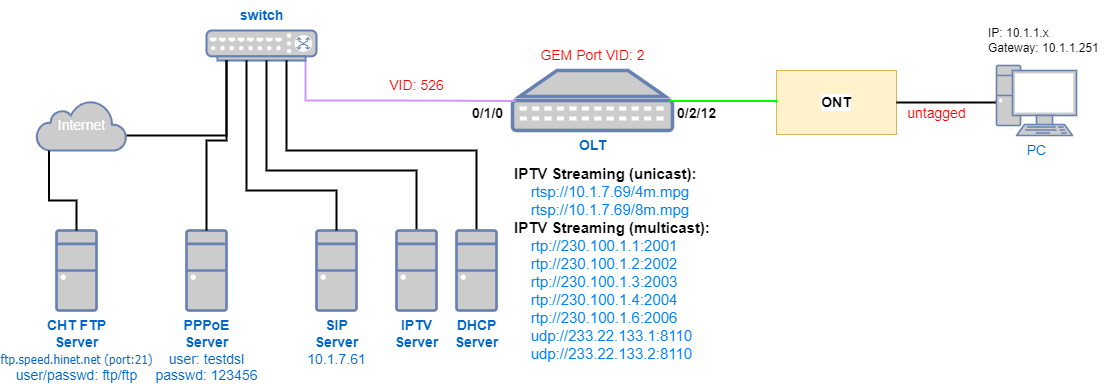 switch
IP: 10.1.1.x
Gateway: 10.1.1.251
GEM Port VID: 2
VID: 526
0/1/0
0/2/12
ONT
untagged
Internet
OLT
PC
IPTV Streaming (unicast):
rtsp://10.1.7.69/4m.mpg
rtsp://10.1.7.69/8m.mpg
IPTV Streaming (multicast):
rtp://230.100.1.1:2001
rtp://230.100.1.2:2002
rtp://230.100.1.3:2003
rtp://230.100.1.4:2004
rtp://230.100.1.6:2006
udp://233.22.133.1:8110
udp://233.22.133.2:8110
CHT FTP
Server
ftp.speed.hinet.net (port:21)
user/passwd: ftp/ftp
PPPoE
Server
user: testdsl
passwd: 123456
SIP
Server
10.1.7.61
IPTV
Server
DHCP
Server